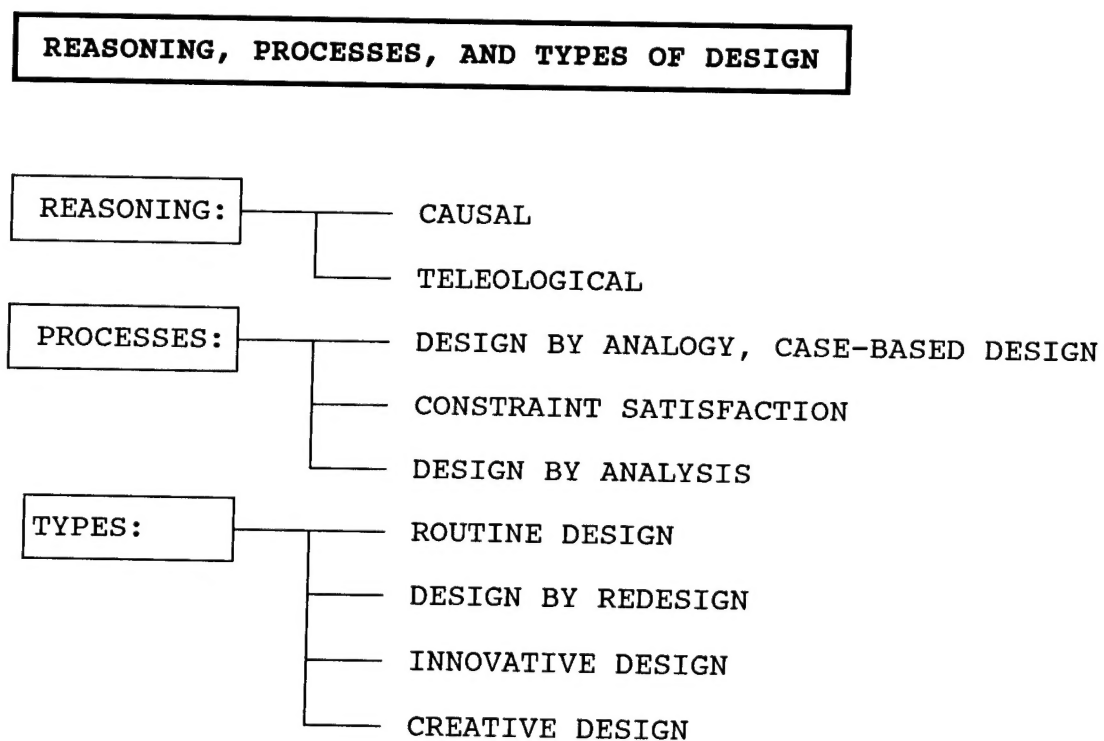 REASONING, PROCESSES, AND TYPES OF DESIGN
REASONING:
CAUSAL
TELEOLOGICAL
PROCESSES:
DESIGN BY ANALOGY, CASE-BASED DESIGN
CONSTRAINT SATISFACTION
DESIGN BY ANALYSIS
TYPES:
ROUTINE DESIGN
DESIGN BY REDESIGN
INNOVATIVE DESIGN
CREATIVE DESIGN